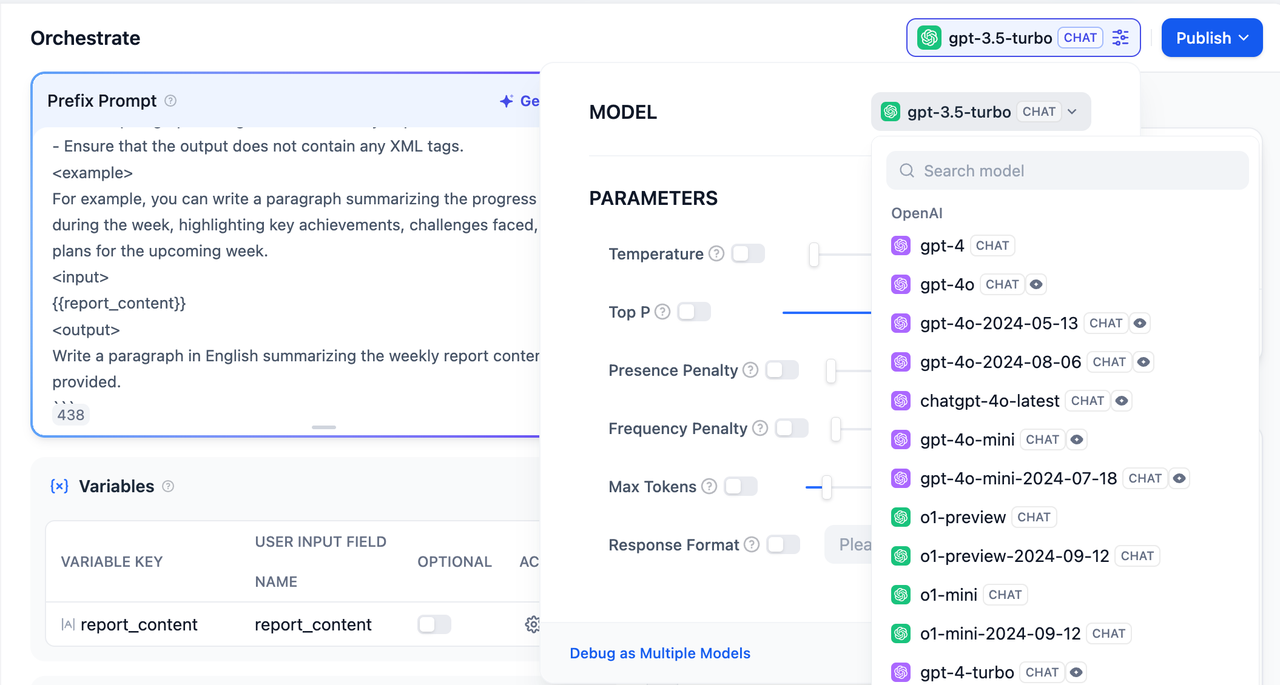 Orchestrate
gpt-3.5-turbo CHAT
Publish
Prefix Prompt
Ge
- Ensure that the output does not contain any XML tags.
<example>
For example, you can write a paragraph summarizing the progress
during the week, highlighting key achievements, challenges faced,
plans for the upcoming week.
<input>
{{report_content}}
<output>
Write a paragraph in English summarizing the weekly report conten
provided.
```
438
{x} Variables
VARIABLE KEY
USER INPUT FIELD
NAME
OPTIONAL
AC
report_content
report_content
MODEL
gpt-3.5-turbo CHAT
PARAMETERS
Temperature
Top P
Presence Penalty
Frequency Penalty
Max Tokens
Response Format
Plea
Debug as Multiple Models
Search model
OpenAI
gpt-4 CHAT
gpt-4o CHAT
gpt-4o-2024-05-13 CHAT
gpt-4o-2024-08-06 CHAT
chatgpt-4o-latest CHAT
gpt-4o-mini CHAT
gpt-4o-mini-2024-07-18 CHAT
o1-preview CHAT
o1-preview-2024-09-12 CHAT
o1-mini CHAT
o1-mini-2024-09-12 CHAT
gpt-4-turbo CHAT